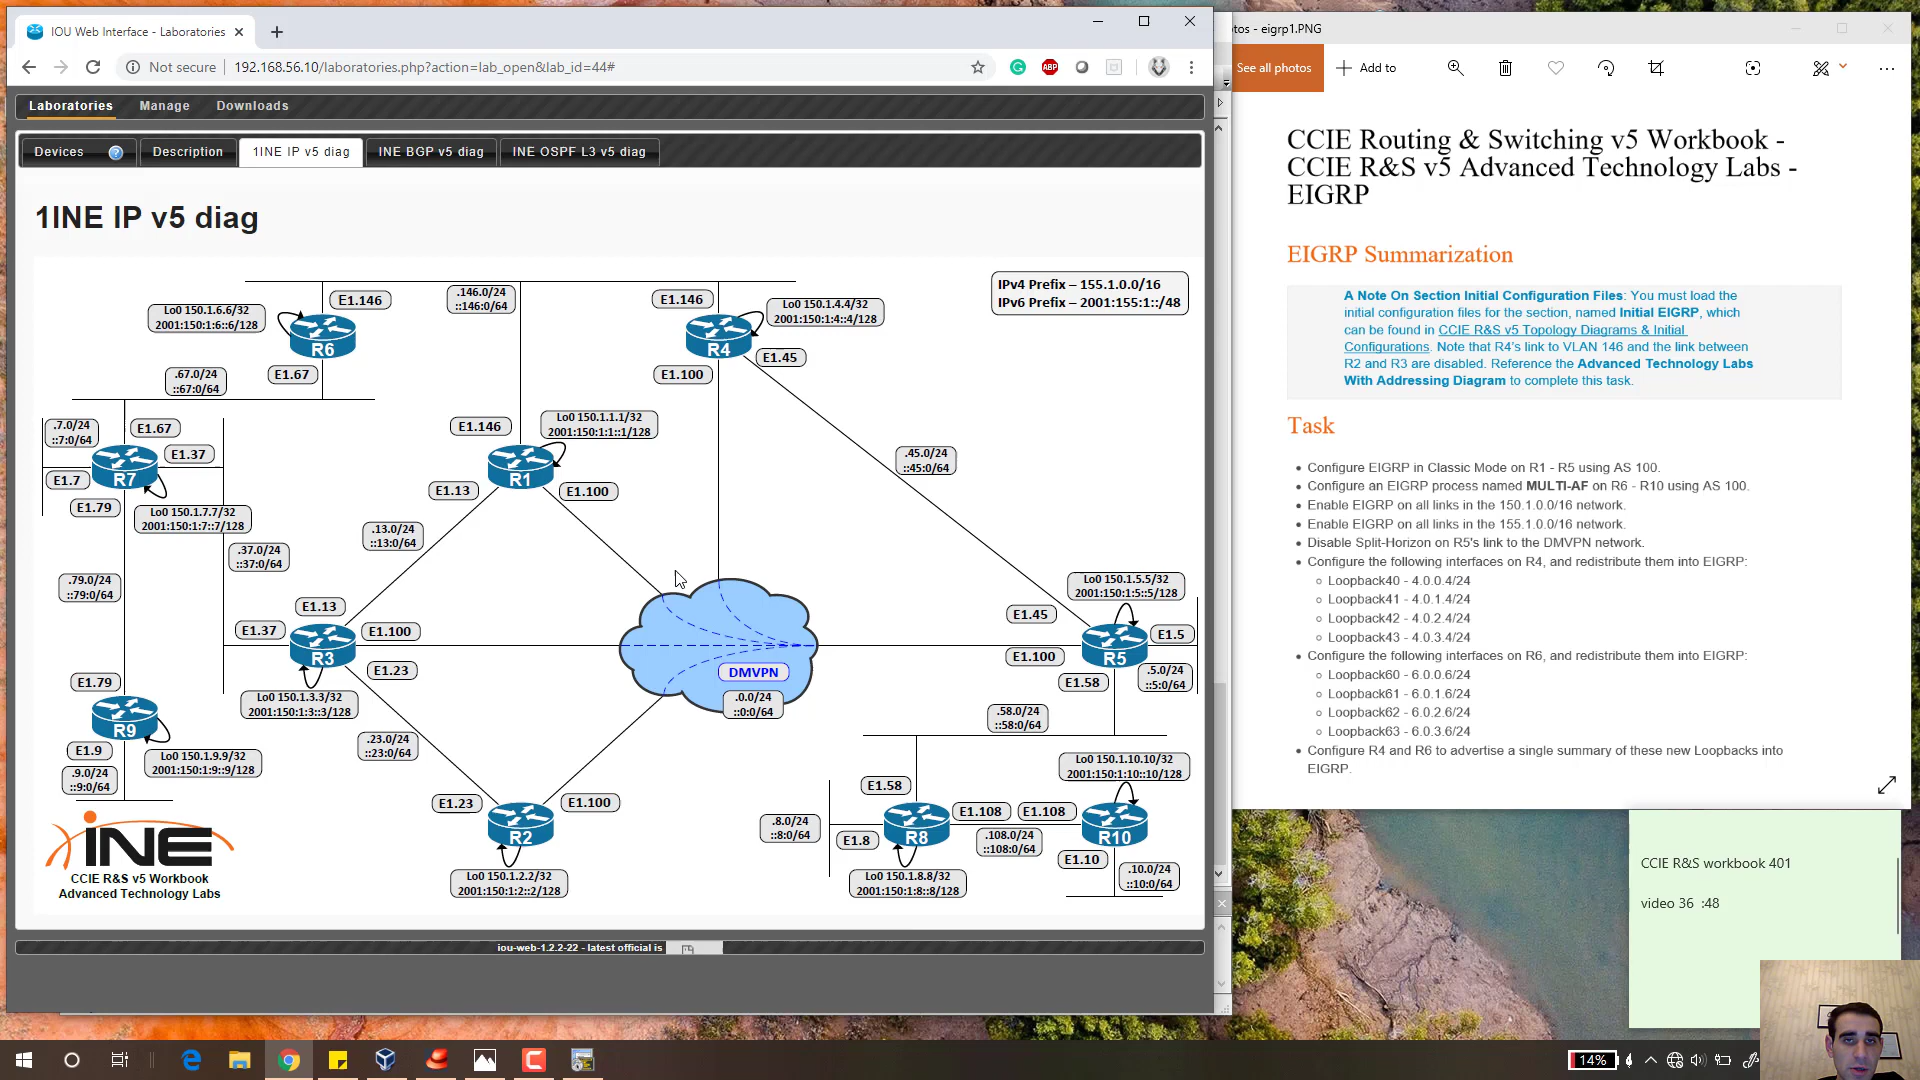 IOU Web Interface - Laboratories
Not secure
192.168.56.10/laboratories.php?action=lab_open&lab_id=44#
ABP
Laboratories
Manage
Downloads
Devices
Description
1INE IP v5 diag
INE BGP v5 diag
INE OSPF L3 v5 diag
1INE IP v5 diag
IPv4 Prefix – 155.1.0.0/16
IPv6 Prefix – 2001:155:1::/48
Lo0 150.1.6.6/32
2001:150:1:6::6/128
E1.146
R6
E1.67
.146.0/24
::146:0/64
E1.146
Lo0 150.1.4.4/32
2001:150:1:4::4/128
R4
E1.45
E1.100
.67.0/24
::67:0/64
.7.0/24
::7:0/64
E1.67
E1.37
R7
E1.7
E1.79
Lo0 150.1.7.7/32
2001:150:1:7::7/128
E1.146
Lo0 150.1.1.1/32
2001:150:1:1::1/128
R1
E1.13
E1.100
.45.0/24
::45:0/64
.13.0/24
::13:0/64
.37.0/24
::37:0/64
.79.0/24
::79:0/64
E1.13
E1.37
E1.100
R3
E1.23
Lo0 150.1.3.3/32
2001:150:1:3::3/128
DMVPN
.0.0/24
::0:0/64
Lo0 150.1.5.5/32
2001:150:1:5::5/128
E1.45
E1.5
R5
E1.100
E1.58
.5.0/24
::5:0/64
E1.79
R9
E1.9
.9.0/24
::9:0/64
Lo0 150.1.9.9/32
2001:150:1:9::9/128
.23.0/24
::23:0/64
.58.0/24
::58:0/64
E1.23
E1.100
R2
Lo0 150.1.2.2/32
2001:150:1:2::2/128
E1.58
Lo0 150.1.10.10/32
2001:150:1:10::10/128
.8.0/24
::8:0/64
E1.8
R8
E1.108
E1.108
R10
.108.0/24
::108:0/64
E1.10
.10.0/24
::10:0/64
Lo0 150.1.8.8/32
2001:150:1:8::8/128
iNE
CCIE R&S v5 Workbook
Advanced Technology Labs
iou-web-1.2.2-22 - latest official is
tos - eigrp1.PNG
See all photos
Add to
CCIE Routing & Switching v5 Workbook -
CCIE R&S v5 Advanced Technology Labs -
EIGRP
EIGRP Summarization
A Note On Section Initial Configuration Files: You must load the
initial configuration files for the section, named Initial EIGRP, which
can be found in CCIE R&S v5 Topology Diagrams & Initial
Configurations. Note that R4's link to VLAN 146 and the link between
R2 and R3 are disabled. Reference the Advanced Technology Labs
With Addressing Diagram to complete this task.
Task
• Configure EIGRP in Classic Mode on R1 - R5 using AS 100.
• Configure an EIGRP process named MULTI-AF on R6 - R10 using AS 100.
• Enable EIGRP on all links in the 150.1.0.0/16 network.
• Enable EIGRP on all links in the 155.1.0.0/16 network.
• Disable Split-Horizon on R5's link to the DMVPN network.
• Configure the following interfaces on R4, and redistribute them into EIGRP:
○ Loopback40 - 4.0.0.4/24
○ Loopback41 - 4.0.1.4/24
○ Loopback42 - 4.0.2.4/24
○ Loopback43 - 4.0.3.4/24
• Configure the following interfaces on R6, and redistribute them into EIGRP:
○ Loopback60 - 6.0.0.6/24
○ Loopback61 - 6.0.1.6/24
○ Loopback62 - 6.0.2.6/24
○ Loopback63 - 6.0.3.6/24
• Configure R4 and R6 to advertise a single summary of these new Loopbacks into
EIGRP.
CCIE R&S workbook 401
video 36 :48
14%